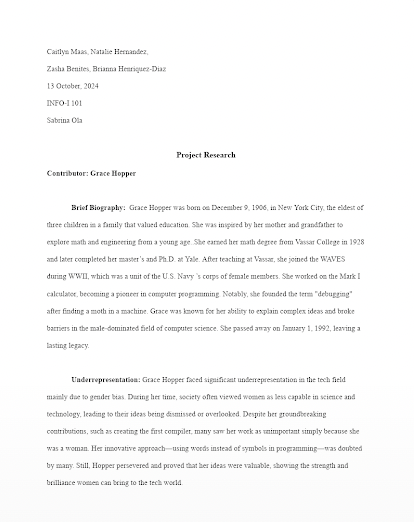 Caitlyn Maas, Natalie Hernandez,
Zasha Benites, Brianna Henriquez-Diaz
13 October, 2024
INFO-I 101
Sabrina Ola
Project Research
Contributor: Grace Hopper
Brief Biography: Grace Hopper was born on December 9, 1906, in New York City, the eldest of
three children in a family that valued education. She was inspired by her mother and grandfather to
explore math and engineering from a young age. She earned her math degree from Vassar College in 1928
and later completed her master’s and Ph.D. at Yale. After teaching at Vassar, she joined the WAVES
during WWII, which was a unit of the U.S. Navy ’s corps of female members. She worked on the Mark I
calculator, becoming a pioneer in computer programming. Notably, she founded the term "debugging"
after finding a moth in a machine. Grace was known for her ability to explain complex ideas and broke
barriers in the male-dominated field of computer science. She passed away on January 1, 1992, leaving a
lasting legacy.
Underrepresentation: Grace Hopper faced significant underrepresentation in the tech field
mainly due to gender bias. During her time, society often viewed women as less capable in science and
technology, leading to their ideas being dismissed or overlooked. Despite her groundbreaking
contributions, such as creating the first compiler, many saw her work as unimportant simply because she
was a woman. Her innovative approach—using words instead of symbols in programming—was doubted
by many. Still, Hopper persevered and proved that her ideas were valuable, showing the strength and
brilliance women can bring to the tech world